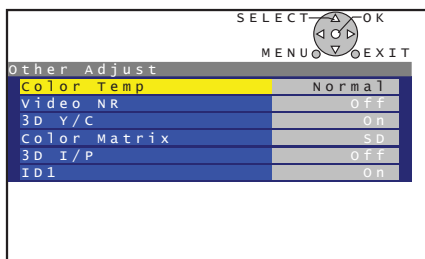 SELECT OK
MENU EXIT
Other Adjust
Color Temp Normal
Video NR Off
3D Y/C On
Color Matrix SD
3D I/P Off
ID1 On